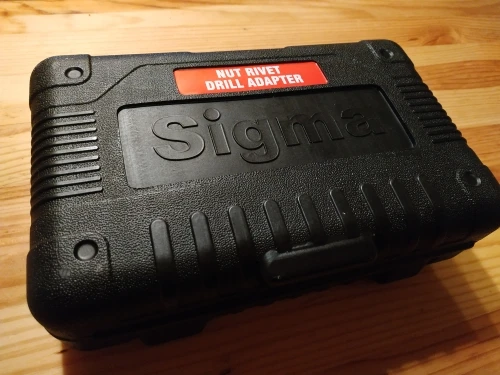 NUT RIVET
DRILL ADAPTER
Sigma